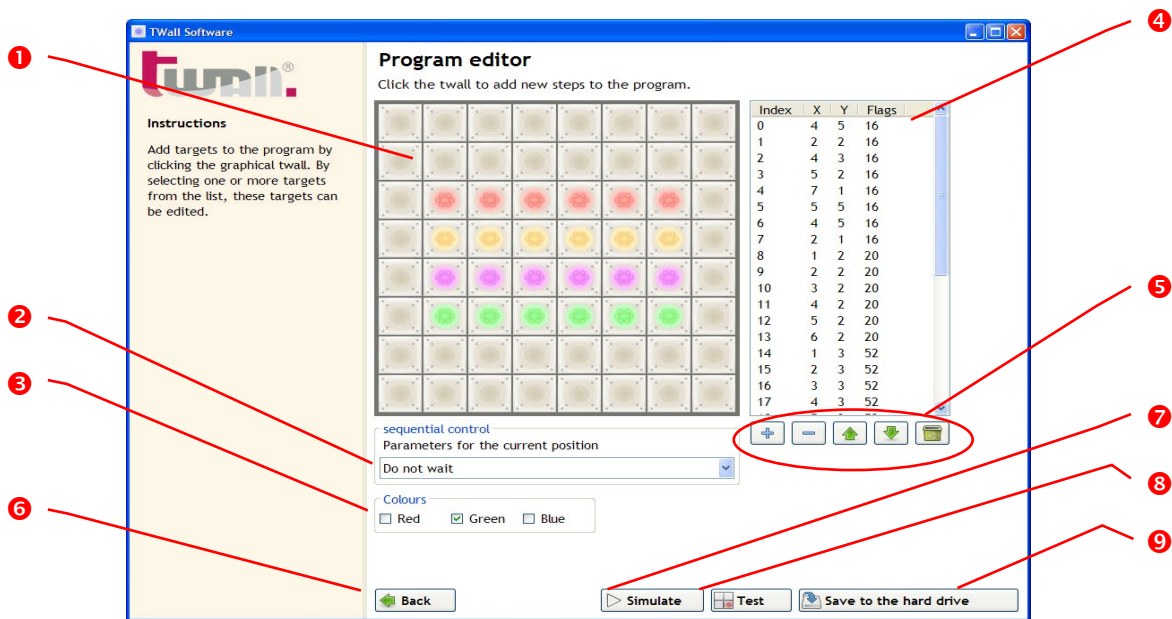 TWall Software
twall.®
Instructions
Add targets to the program by
clicking the graphical twall. By
selecting one or more targets
from the list, these targets can
be edited.
Program editor
Click the twall to add new steps to the program.
Index X Y Flags
0 4 5 16
1 2 2 16
2 4 3 16
3 5 2 16
4 7 1 16
5 5 5 16
6 4 5 16
7 2 1 16
8 1 2 20
9 2 2 20
10 3 2 20
11 4 2 20
12 5 2 20
13 6 2 20
14 1 3 52
15 2 3 52
16 3 3 52
17 4 3 52
sequential control
Parameters for the current position
Do not wait
Colours
Red Green Blue
Back
Simulate
Test
Save to the hard drive
1
2
3
6
4
5
7
8
9